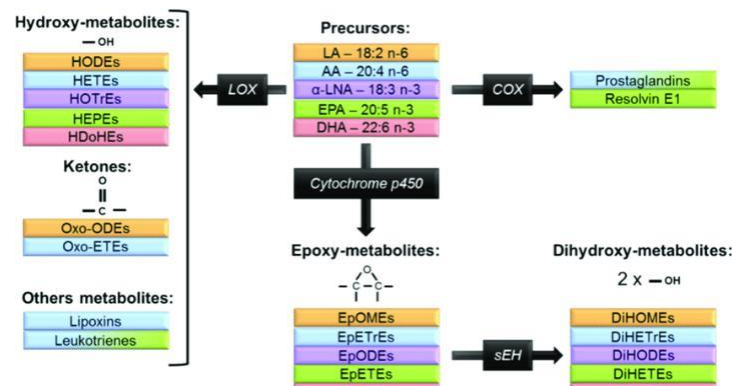 Hydroxy-metabolites:
OH
HODEs
HETEs
HOTrEs
HEPEs
HDoHEs
Ketones:
O
C
Oxo-ODEs
Oxo-ETEs
Others metabolites:
Lipoxins
Leukotrienes
LOX
Precursors:
LA – 18:2 n-6
AA – 20:4 n-6
α-LNA – 18:3 n-3
EPA – 20:5 n-3
DHA – 22:6 n-3
COX
Prostaglandins
Resolvin E1
Cytochrome p450
Epoxy-metabolites:
O
C C
EpOMEs
EpETrEs
EpODEs
EpETEs
sEH
Dihydroxy-metabolites:
2 x — OH
DiHOMEs
DiHETrEs
DiHODEs
DiHETEs